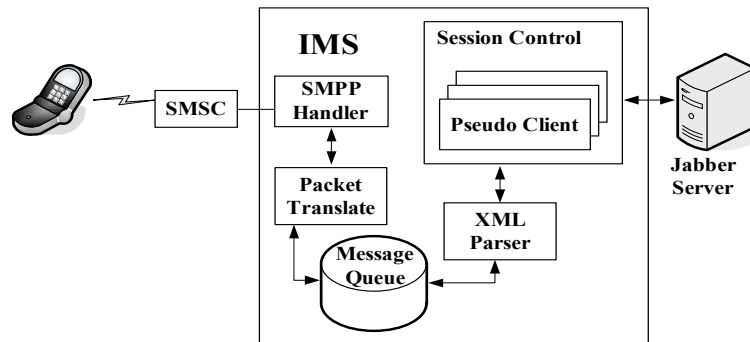 IMS
Session Control
SMPP
Handler
SMSC
Pseudo Client
Jabber
Server
Packet
Translate
XML
Parser
Message
Queue